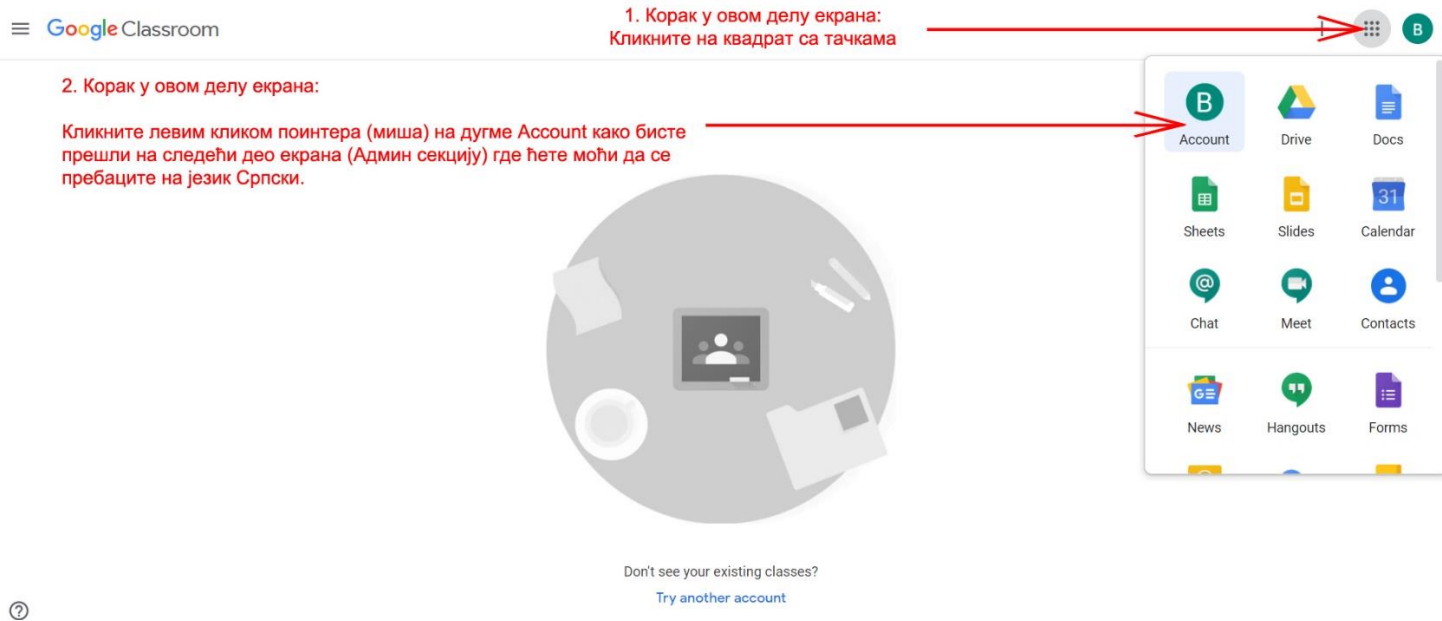 Google Classroom
1. Корак у овом делу екрана:
Кликните на квадрат са тачкама
B
2. Корак у овом делу екрана:
Кликните левим кликом поинтера (миша) на дугме Account како бисте
прешли на следећи део екрана (Админ секцију) где ћете моћи да се
пребаците на језик Српски.
B
Account
Drive
Docs
31
Sheets
Slides
Calendar
@
Chat
Meet
Contacts
GE
News
Hangouts
Forms
Don't see your existing classes?
Try another account
?